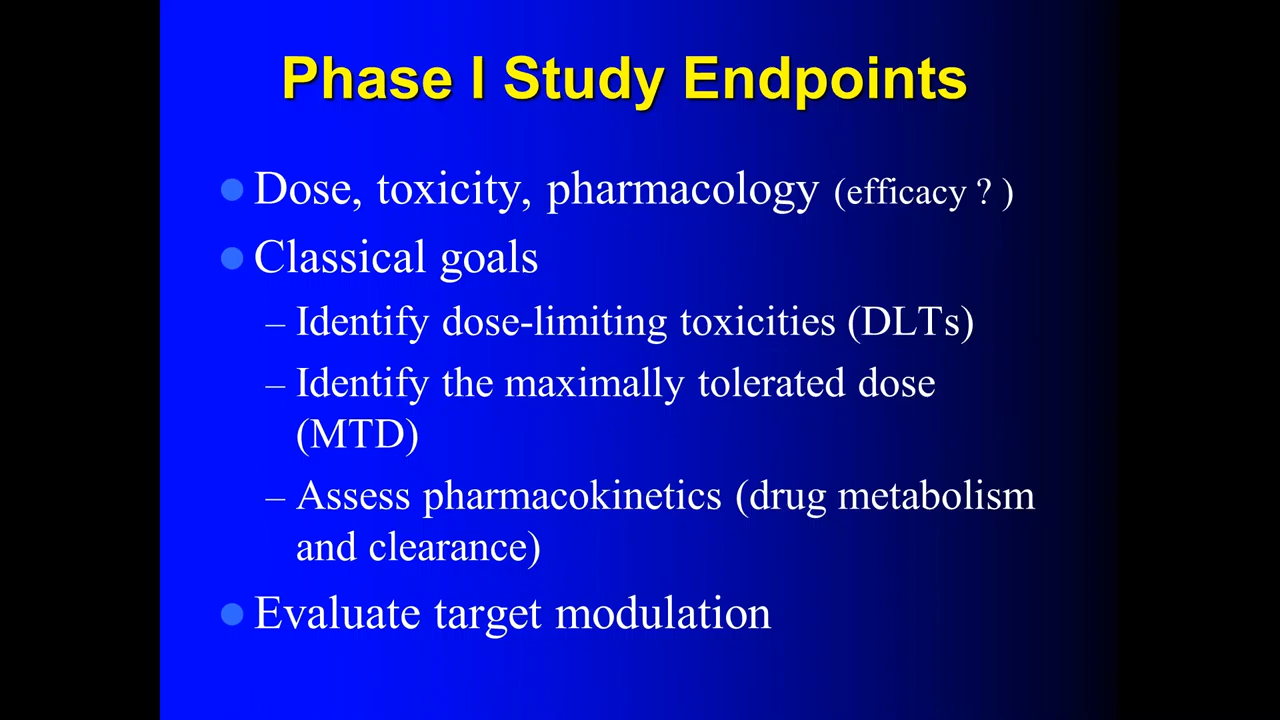 Phase I Study Endpoints
Dose, toxicity, pharmacology (efficacy ? )
Classical goals
– Identify dose-limiting toxicities (DLTs)
– Identify the maximally tolerated dose
(MTD)
– Assess pharmacokinetics (drug metabolism
and clearance)
Evaluate target modulation